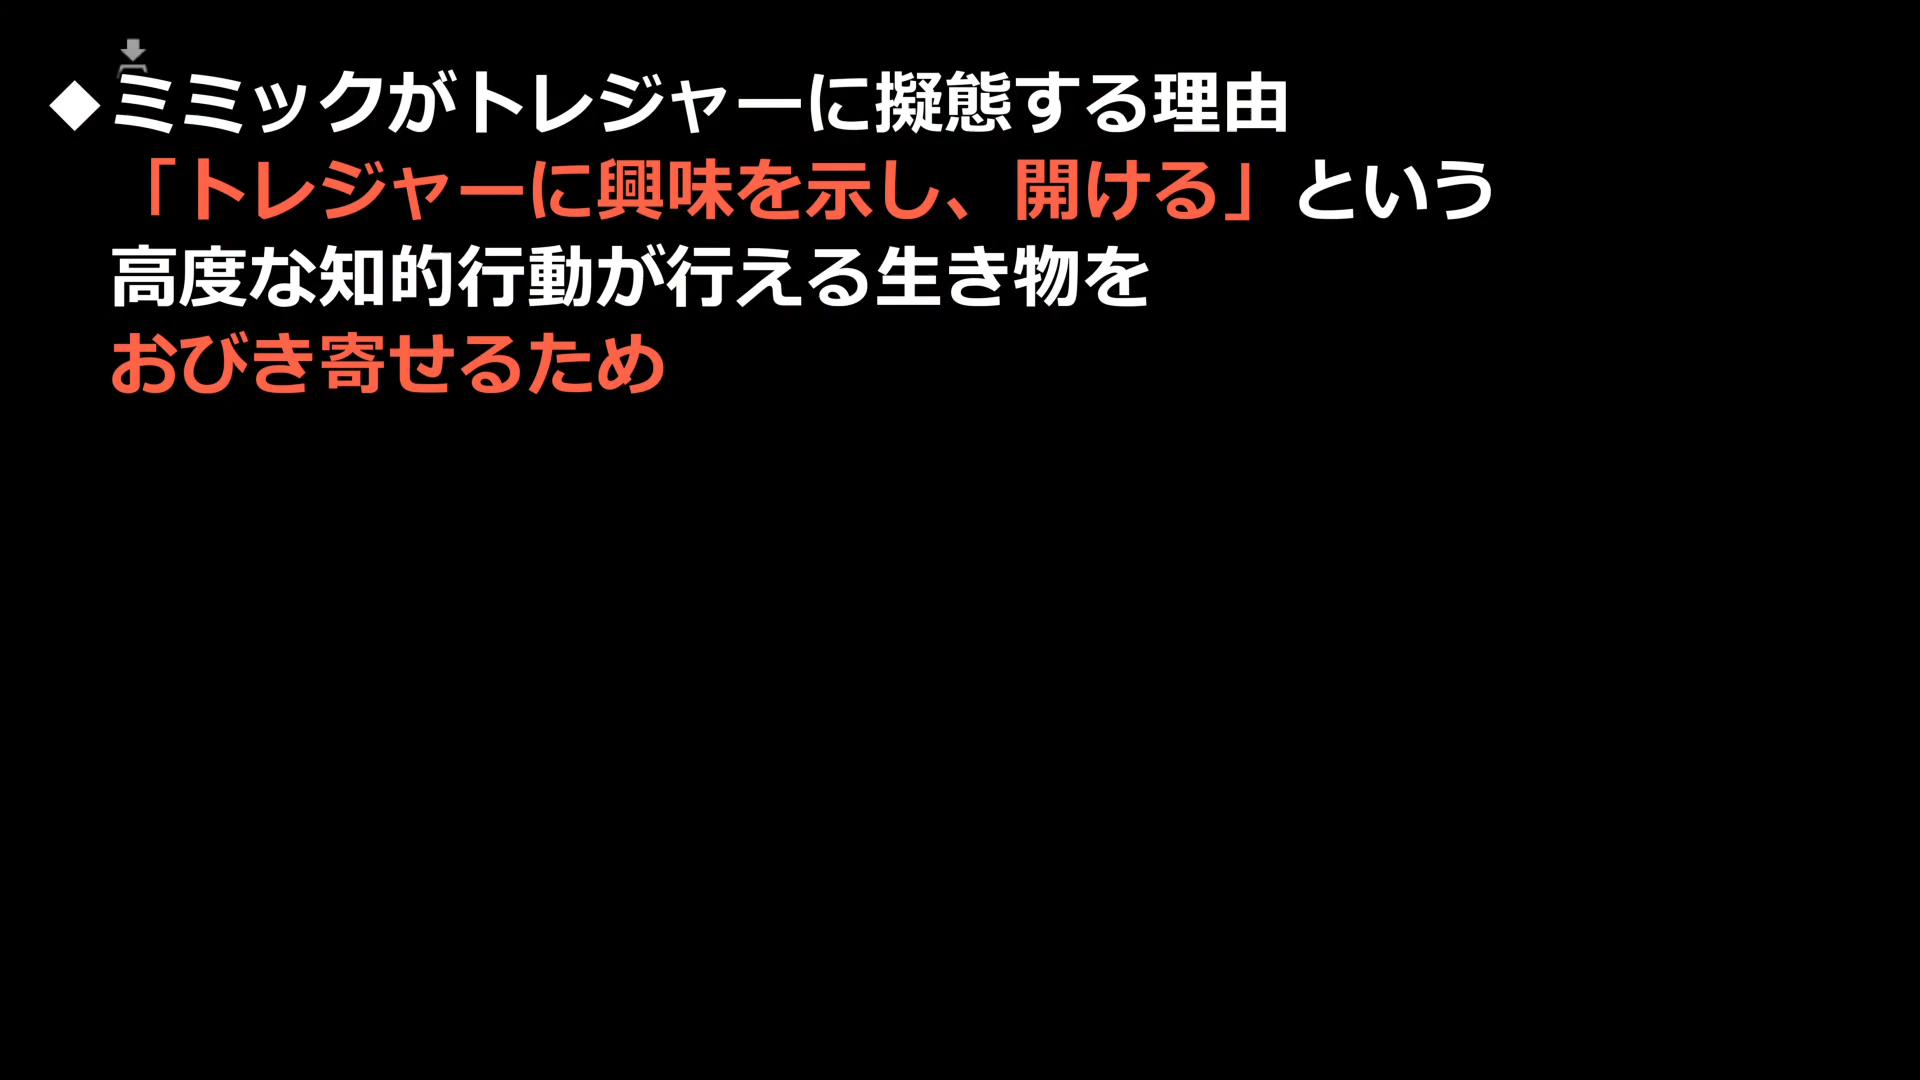 ◆ミミックがトレジャーに擬態する理由
「トレジャーに興味を示し、開ける」という
高度な知的行動が行える生き物を
おびき寄せるため